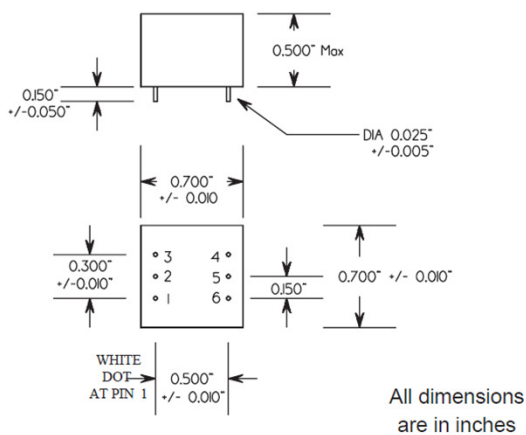 0.500" Max
0.150"
+/-0.050"
DIA 0.025"
+/-0.005"
0.700"
+/- 0.010
3
4
0.300"
+/-0.010"
2
5
0.150"
0.700" +/- 0.010"
1
6
WHITE
DOT
AT PIN 1
0.500"
+/- 0.010"
All dimensions
are in inches